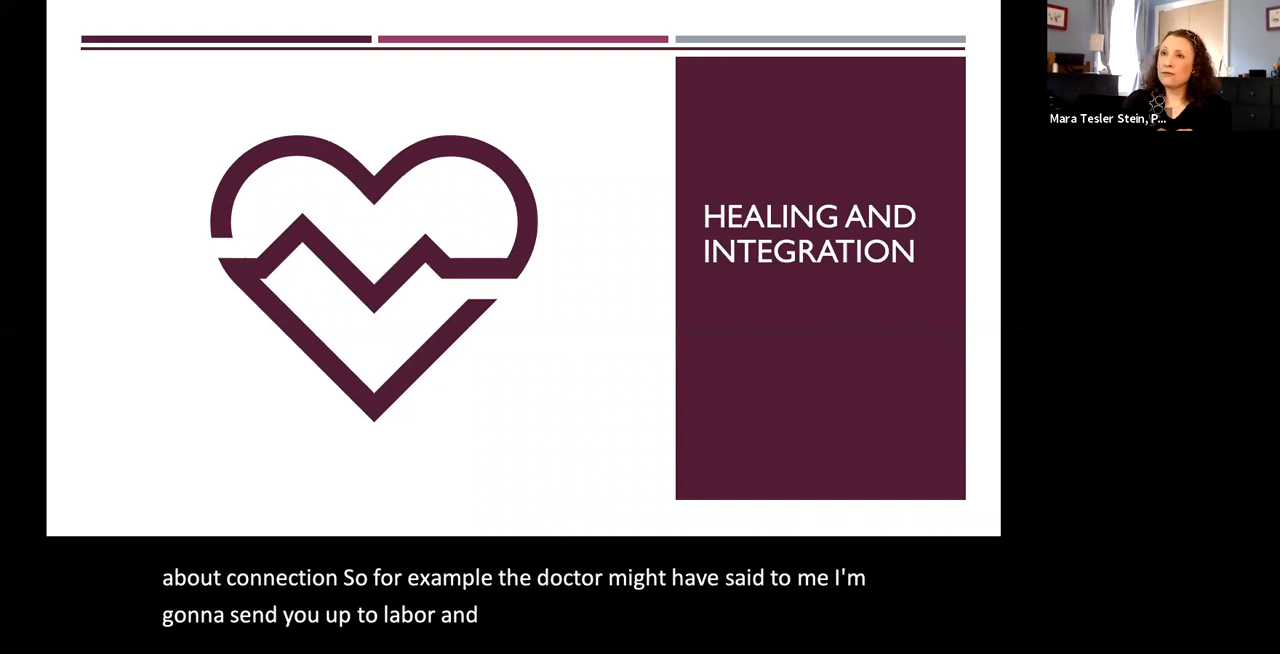 HEALING AND
INTEGRATION
Mara Tesler Stein, P...
about connection So for example the doctor might have said to me I'm
gonna send you up to labor and